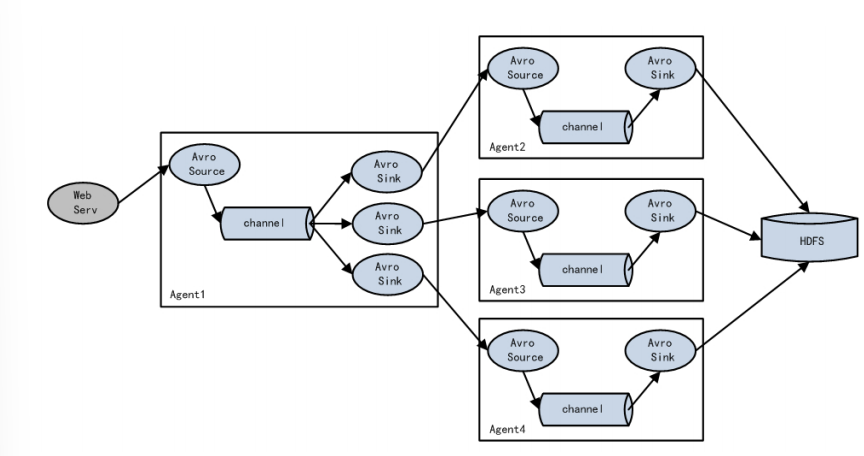 Web
Serv
Avro
Source
channel
Avro
Sink
Avro
Sink
Avro
Sink
Agent1
Avro
Source
channel
Avro
Sink
Agent2
Avro
Source
channel
Avro
Sink
Agent3
Avro
Source
channel
Avro
Sink
Agent4
HDFS